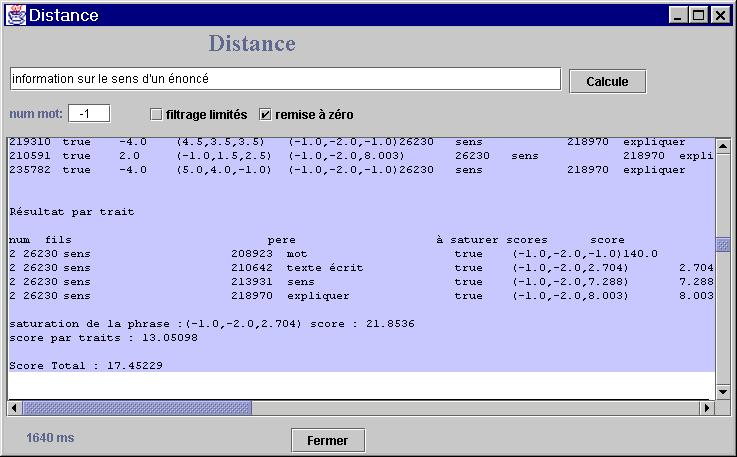 Distance
Distance
information sur le sens d'un énoncé
Calcule
num mot: -1 filtrage limités remise à zéro
219310 true -4.0 (4.5,3.5,3.5) (-1.0,-2.0,-1.0)26230 sens 218970 expliquer
210591 true 2.0 (-1.0,1.5,2.5) (-1.0,-2.0,8.003) 26230 sens 218970 expli
235782 true -4.0 (5.0,4.0,-1.0) (-1.0,-2.0,-1.0)26230 sens 218970 expliquer
Résultat par trait
num fils pere à saturer scores score
2 26230 sens 208923 mot true (-1.0,-2.0,-1.0)140.0
2 26230 sens 210642 texte écrit true (-1.0,-2.0,2.704) 2.704
2 26230 sens 213931 sens true (-1.0,-2.0,7.288) 7.288
2 26230 sens 218970 expliquer true (-1.0,-2.0,8.003) 8.003
saturation de la phrase :(-1.0,-2.0,2.704) score : 21.8536
score par traits : 13.05098
Score Total : 17.45229
1640 ms
Fermer